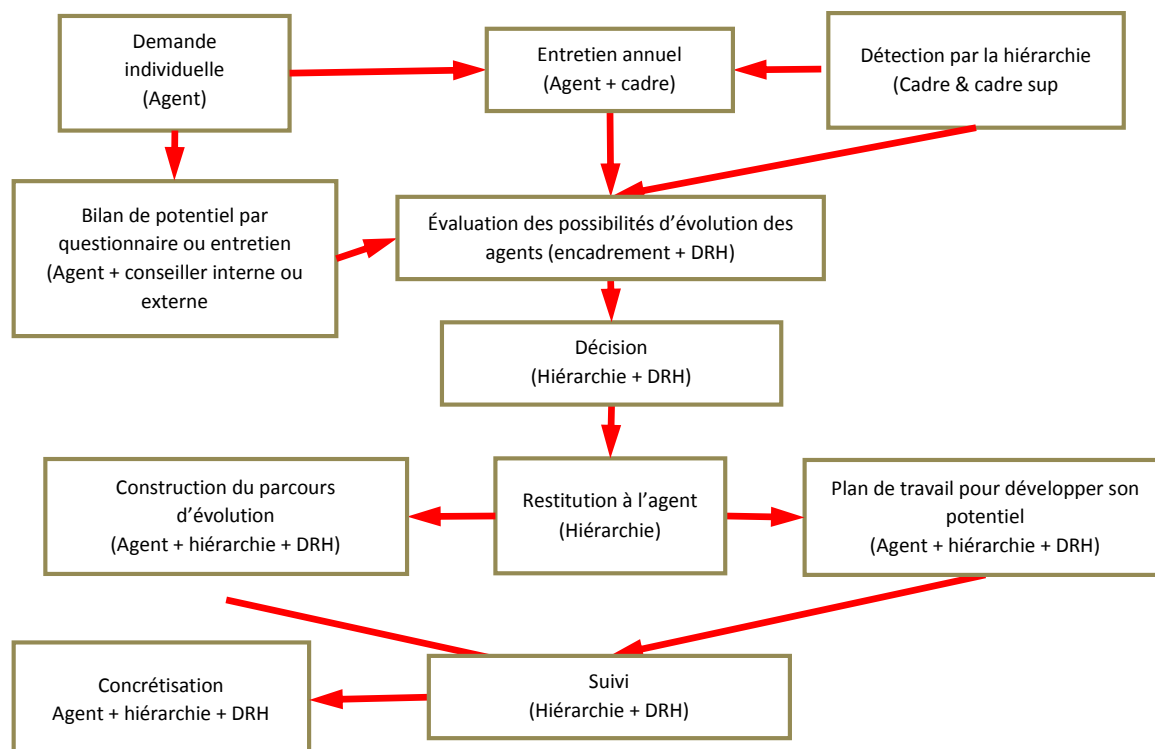 Demande
individuelle
(Agent)
Entretien annuel
(Agent + cadre)
Détection par la hiérarchie
(Cadre & cadre sup
Bilan de potentiel par
questionnaire ou entretien
(Agent + conseiller interne ou
externe
Évaluation des possibilités d’évolution des
agents (encadrement + DRH)
Décision
(Hiérarchie + DRH)
Construction du parcours
d’évolution
(Agent + hiérarchie + DRH)
Restitution à l’agent
(Hiérarchie)
Plan de travail pour développer son
potentiel
(Agent + hiérarchie + DRH)
Concrétisation
Agent + hiérarchie + DRH
Suivi
(Hiérarchie + DRH)